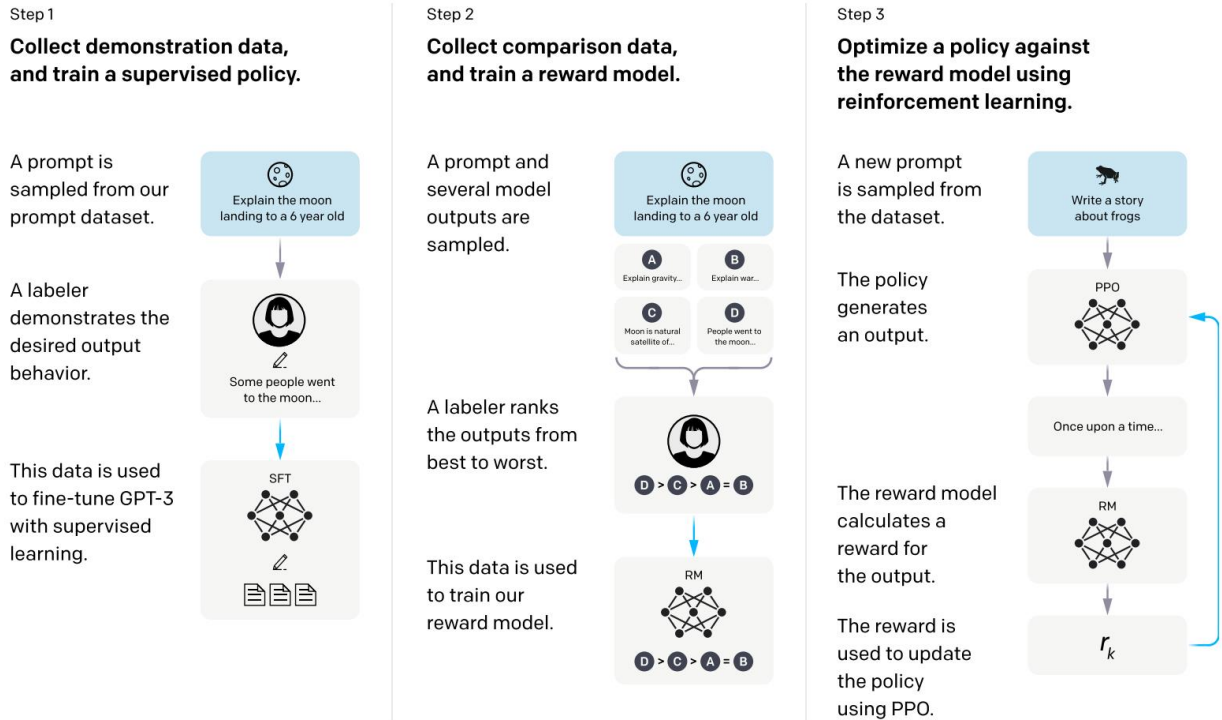 Step 1
Collect demonstration data,
and train a supervised policy.
A prompt is
sampled from our
prompt dataset.
Explain the moon
landing to a 6 year old
A labeler
demonstrates the
desired output
behavior.
Some people went
to the moon...
This data is used
to fine-tune GPT-3
with supervised
learning.
SFT
Step 2
Collect comparison data,
and train a reward model.
A prompt and
several model
outputs are
sampled.
Explain the moon
landing to a 6 year old
A
Explain gravity...
B
Explain war...
C
Moon is natural
satellite of...
D
People went to
the moon...
A labeler ranks
the outputs from
best to worst.
D > C > A = B
This data is used
to train our
reward model.
RM
D > C > A = B
Step 3
Optimize a policy against
the reward model using
reinforcement learning.
A new prompt
is sampled from
the dataset.
Write a story
about frogs
The policy
generates
an output.
PPO
Once upon a time...
The reward model
calculates a
reward for
the output.
RM
The reward is
used to update
the policy
using PPO.
r_k